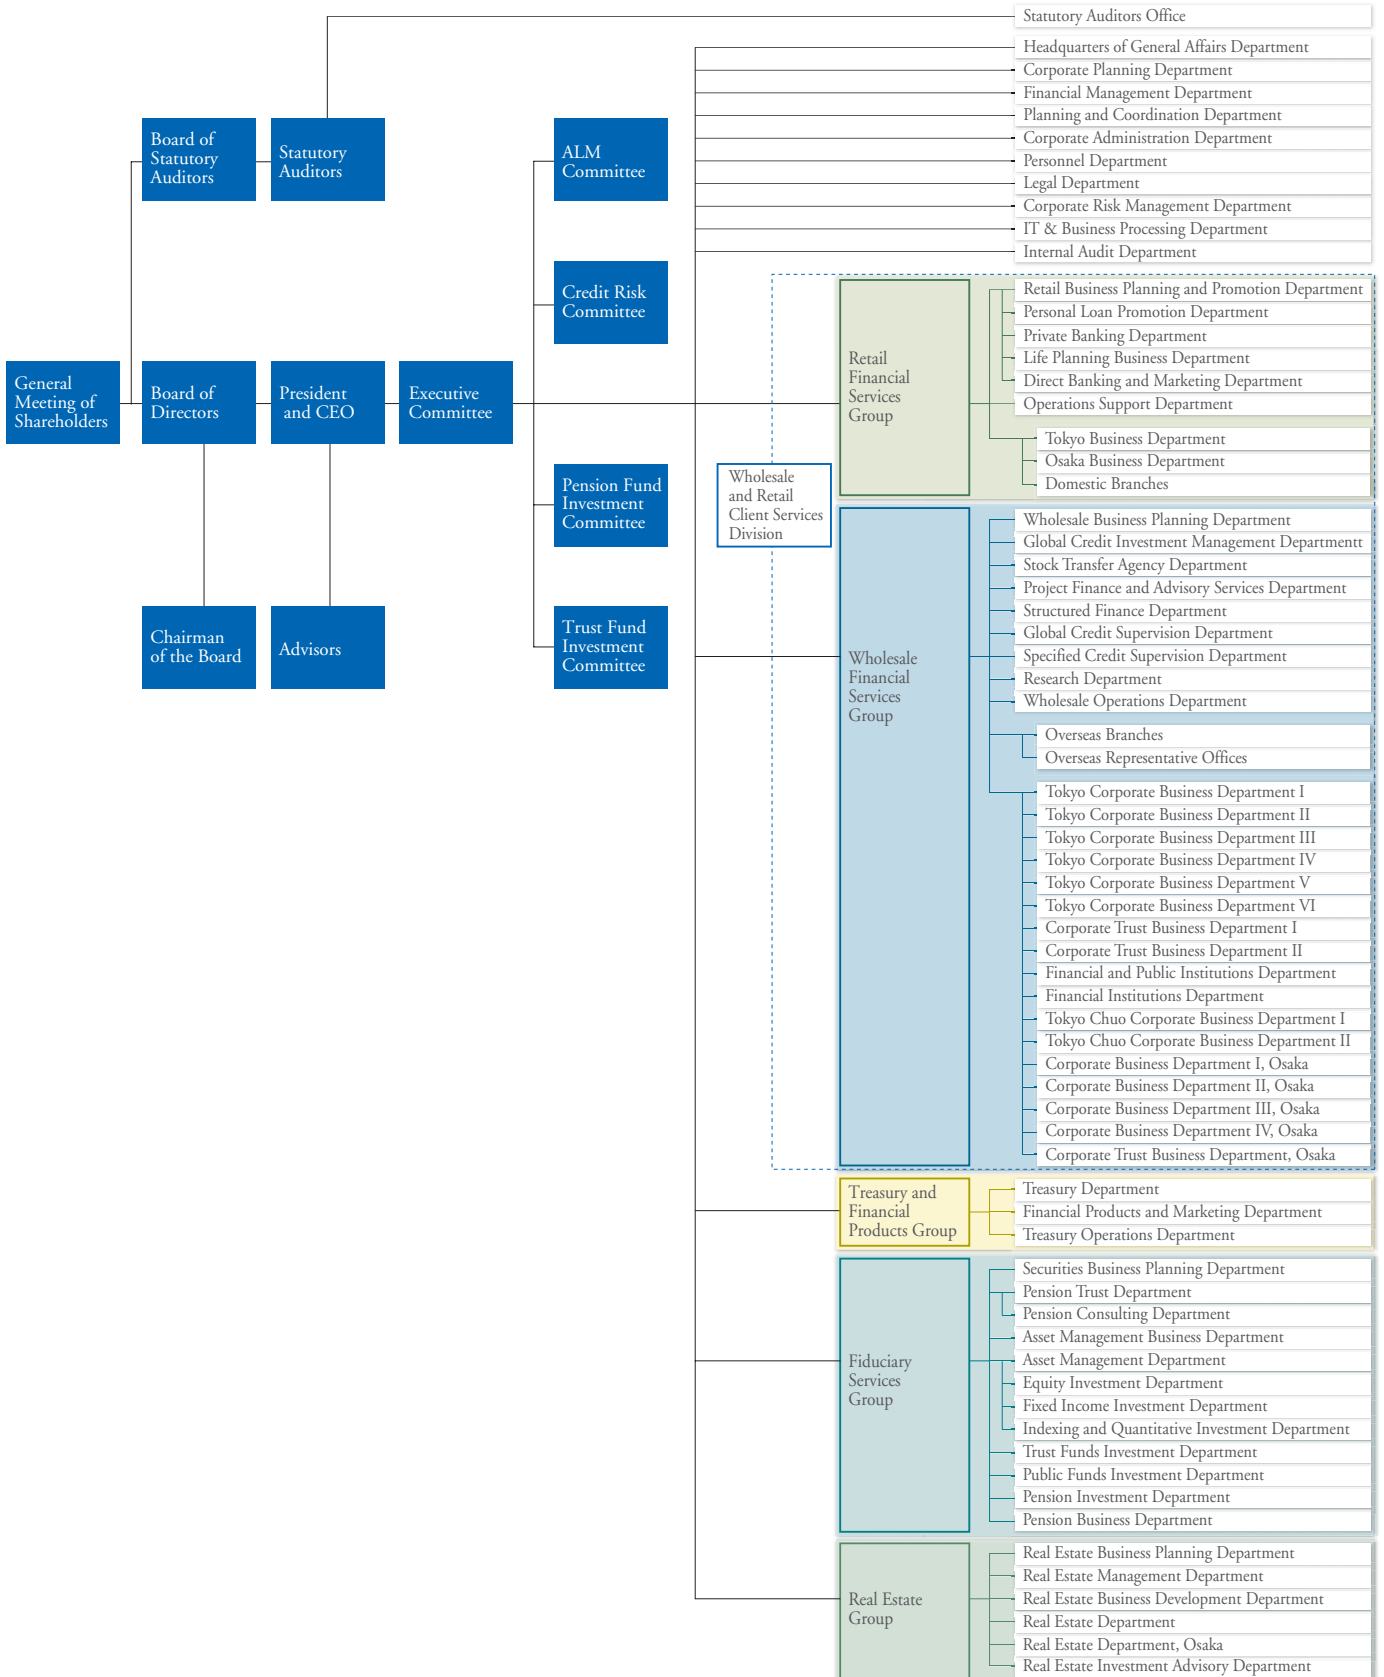 Statutory Auditors Office
Headquarters of General Affairs Department
Corporate Planning Department
Financial Management Department
Planning and Coordination Department
Corporate Administration Department
Personnel Department
Legal Department
Corporate Risk Management Department
IT & Business Processing Department
Internal Audit Department
Board of
Statutory
Auditors
Statutory
Auditors
ALM
Committee
Credit Risk
Committee
General
Meeting of
Shareholders
Board of
Directors
President
and CEO
Executive
Committee
Pension Fund
Investment
Committee
Trust Fund
Investment
Committee
Chairman
of the Board
Advisors
Wholesale
and Retail
Client Services
Division
Retail
Financial
Services
Group
Retail Business Planning and Promotion Department
Personal Loan Promotion Department
Private Banking Department
Life Planning Business Department
Direct Banking and Marketing Department
Operations Support Department
Tokyo Business Department
Osaka Business Department
Domestic Branches
Wholesale
Financial
Services
Group
Wholesale Business Planning Department
Global Credit Investment Management Departmentt
Stock Transfer Agency Department
Project Finance and Advisory Services Department
Structured Finance Department
Global Credit Supervision Department
Specified Credit Supervision Department
Research Department
Wholesale Operations Department
Overseas Branches
Overseas Representative Offices
Tokyo Corporate Business Department I
Tokyo Corporate Business Department II
Tokyo Corporate Business Department III
Tokyo Corporate Business Department IV
Tokyo Corporate Business Department V
Tokyo Corporate Business Department VI
Corporate Trust Business Department I
Corporate Trust Business Department II
Financial and Public Institutions Department
Financial Institutions Department
Tokyo Chuo Corporate Business Department I
Tokyo Chuo Corporate Business Department II
Corporate Business Department I, Osaka
Corporate Business Department II, Osaka
Corporate Business Department III, Osaka
Corporate Business Department IV, Osaka
Corporate Trust Business Department, Osaka
Treasury and
Financial
Products Group
Treasury Department
Financial Products and Marketing Department
Treasury Operations Department
Fiduciary
Services
Group
Securities Business Planning Department
Pension Trust Department
Pension Consulting Department
Asset Management Business Department
Asset Management Department
Equity Investment Department
Fixed Income Investment Department
Indexing and Quantitative Investment Department
Trust Funds Investment Department
Public Funds Investment Department
Pension Investment Department
Pension Business Department
Real Estate
Group
Real Estate Business Planning Department
Real Estate Management Department
Real Estate Business Development Department
Real Estate Department
Real Estate Department, Osaka
Real Estate Investment Advisory Department